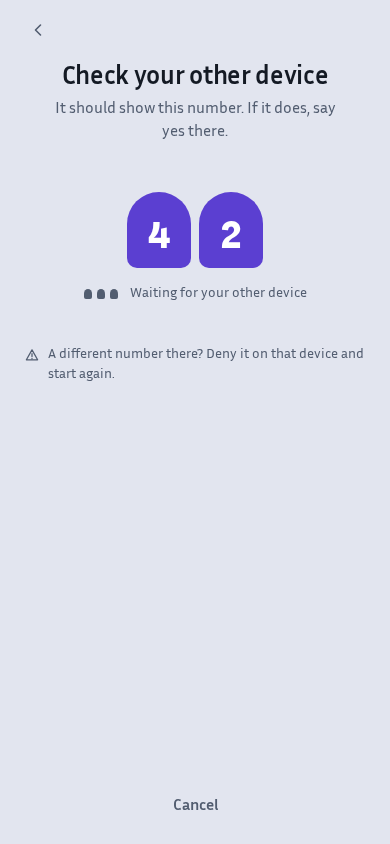 Check your other device
It should show this number. If it does, say
yes there.
4 2
Waiting for your other device
A different number there? Deny it on that device and
start again.
Cancel